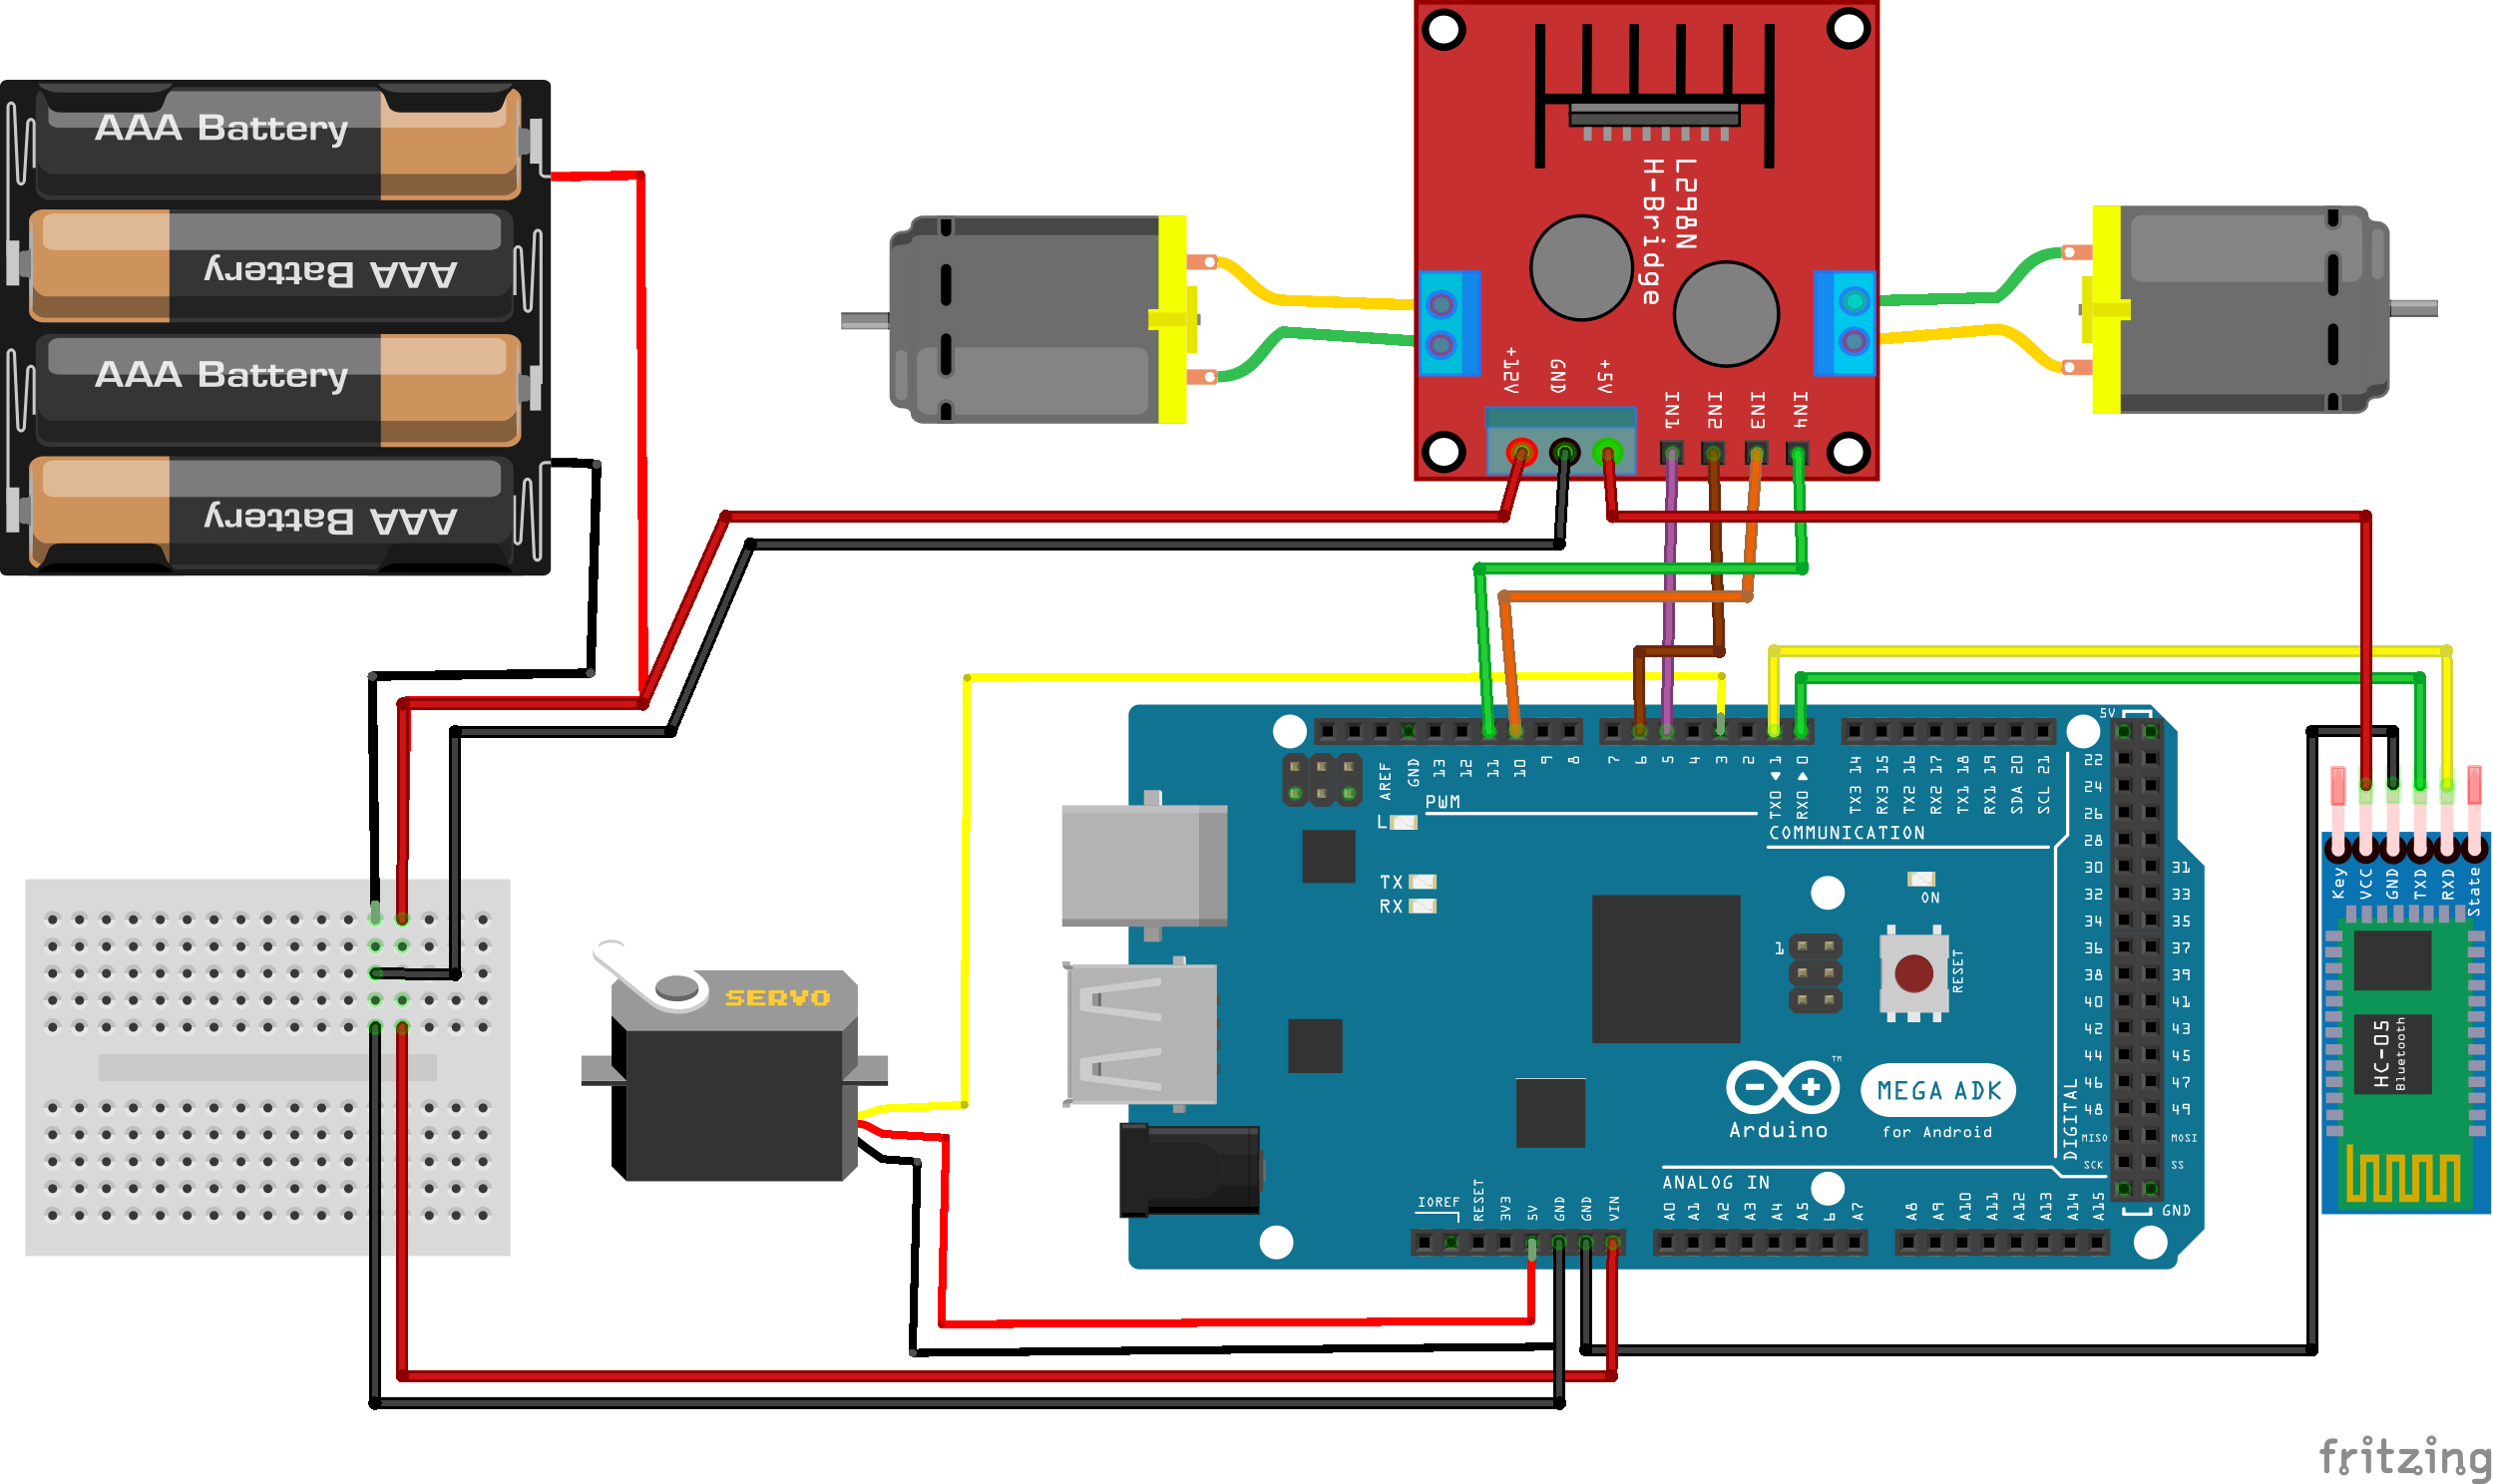 AAA Battery
AAA Battery
AAA Battery
AAA Battery
L298N
H-Bridge
+12V
GND
+5V
IN1
IN2
IN3
IN4
SERVO
AREF
GND
13
12
11
10
9
8
7
6
5
4
3
2
TX0 1
RX0 0
TX3 14
RX3 15
TX2 16
RX2 17
TX1 18
RX1 19
SDA 20
SCL 21
PWM
L
COMMUNICATION
TX
RX
ON
1
RESET
5V
22
24
26
28
30 31
32 33
34 35
36 37
38 39
40 41
42 43
44 45
46 47
48 49
MISO MOSI
SCK SS
GND
DIGITAL
TM
Arduino
MEGA ADK
for Android
ANALOG IN
IOREF
RESET
3V3
5V
GND
GND
VIN
A0
A1
A2
A3
A4
A5
6
A7
A8
A9
A10
A11
A12
A13
A14
A15
Key
VCC
GND
TXD
RXD
State
HC-05
Bluetooth
fritzing